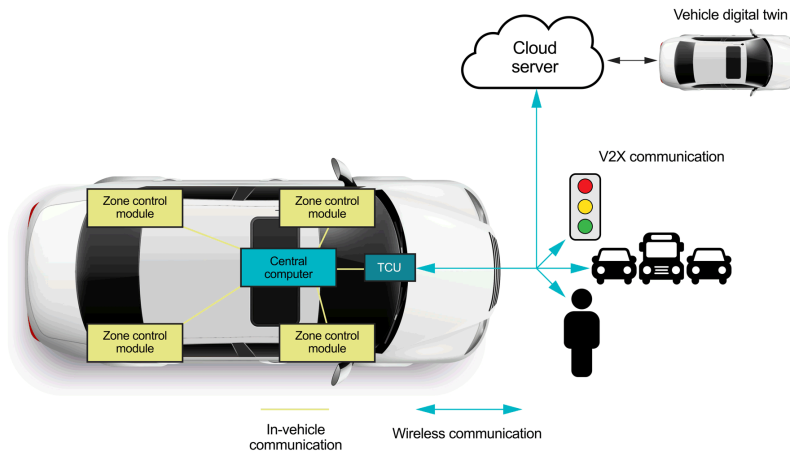 Vehicle digital twin
Cloud
server
V2X communication
Zone control
module
Zone control
module
Central
computer
TCU
Zone control
module
Zone control
module
In-vehicle
communication
Wireless communication